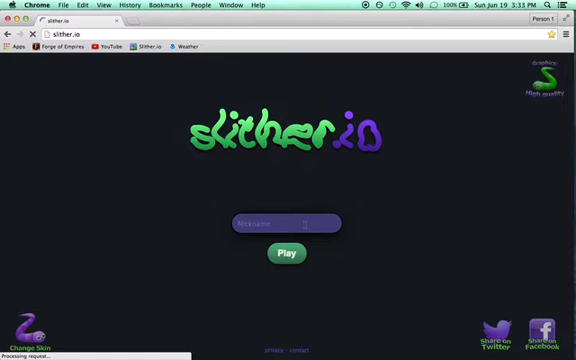 Chrome File Edit View History Bookmarks People Window Help 100% Sun Jun 19 3:33 PM
slither.io Person 1
slither.io
Apps Forge of Empires YouTube Slither.io Weather
Graphics:
High quality
slither.io
Nickname
Play
Change Skin
Share on Twitter
Share on Facebook
privacy - contact
Processing request...